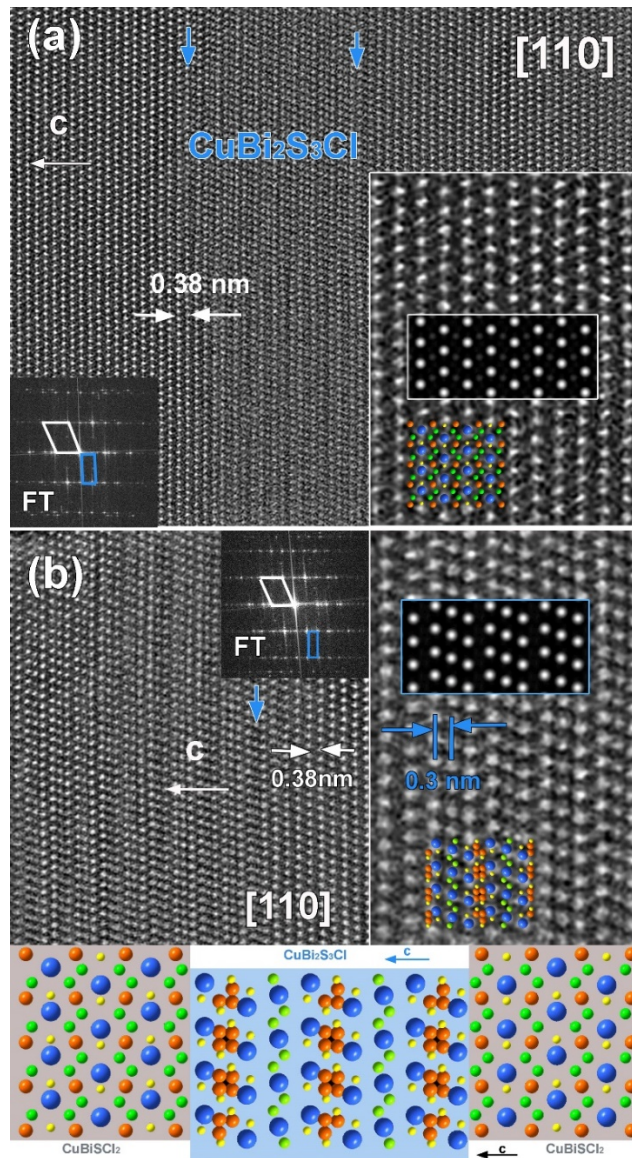 (a)
[110]
c
CuBi₂S₃Cl
0.38 nm
FT
(b)
FT
c
0.38nm
0.3 nm
[110]
CuBi₂S₃Cl
c
CuBiSCl₂
c
CuBiSCl₂